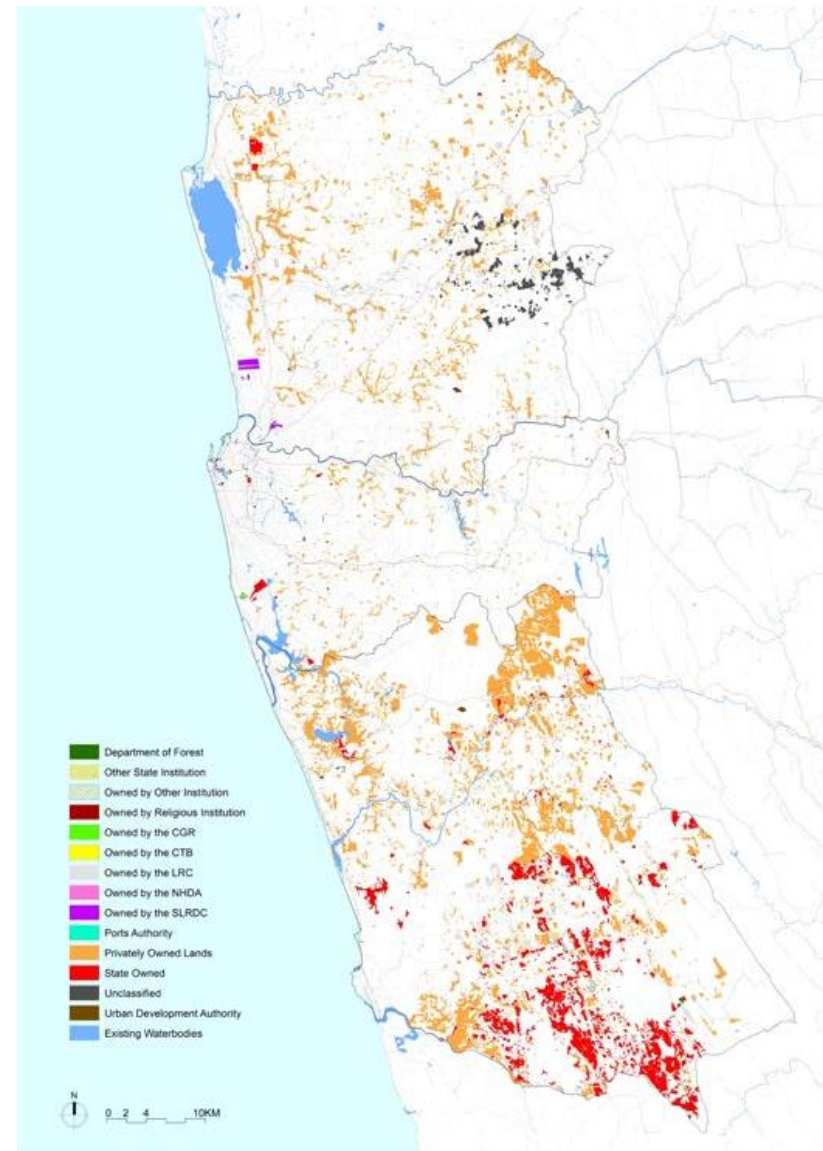 Department of Forest
Other State Institution
Owned by Other Institution
Owned by Religious Institution
Owned by the CGR
Owned by the CTB
Owned by the LRC
Owned by the NHDA
Owned by the SLRDC
Ports Authority
Privately Owned Lands
State Owned
Unclassified
Urban Development Authority
Existing Waterbodies
N
0 2 4 10KM